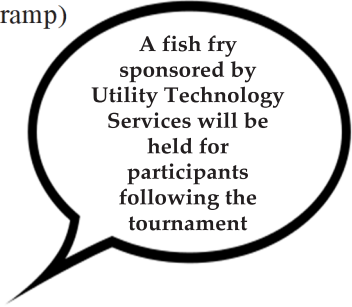 ramp)
A fish fry
sponsored by
Utility Technology
Services will be
held for
participants
following the
tournament